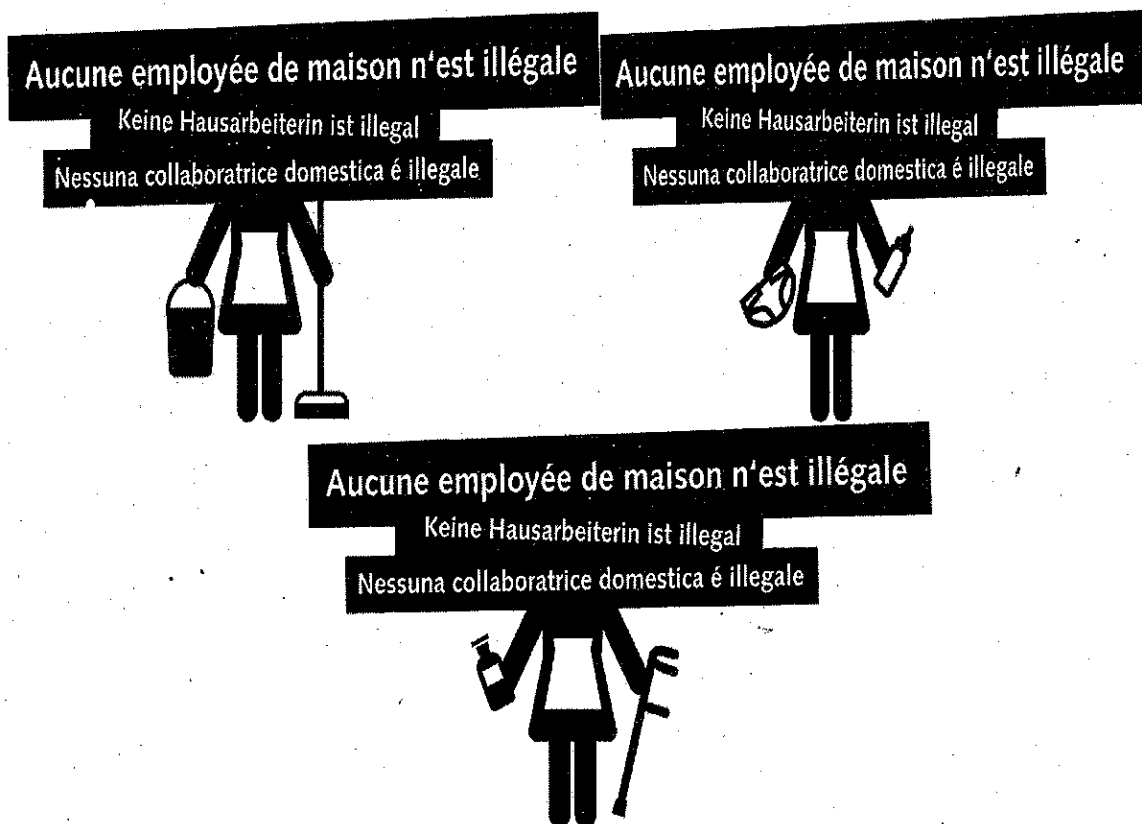 Aucune employée de maison n'est illégale
Keine Hausarbeiterin ist illegal
Nessuna collaboratrice domestica é illegale
Aucune employée de maison n'est illégale
Keine Hausarbeiterin ist illegal
Nessuna collaboratrice domestica é illegale
Aucune employée de maison n'est illégale
Keine Hausarbeiterin ist illegal
Nessuna collaboratrice domestica é illegale